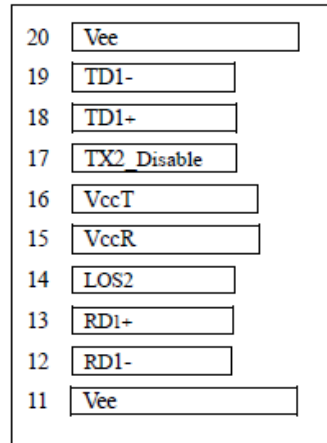 20 Vee
19 TD1-
18 TD1+
17 TX2_Disable
16 VccT
15 VccR
14 LOS2
13 RD1+
12 RD1-
11 Vee